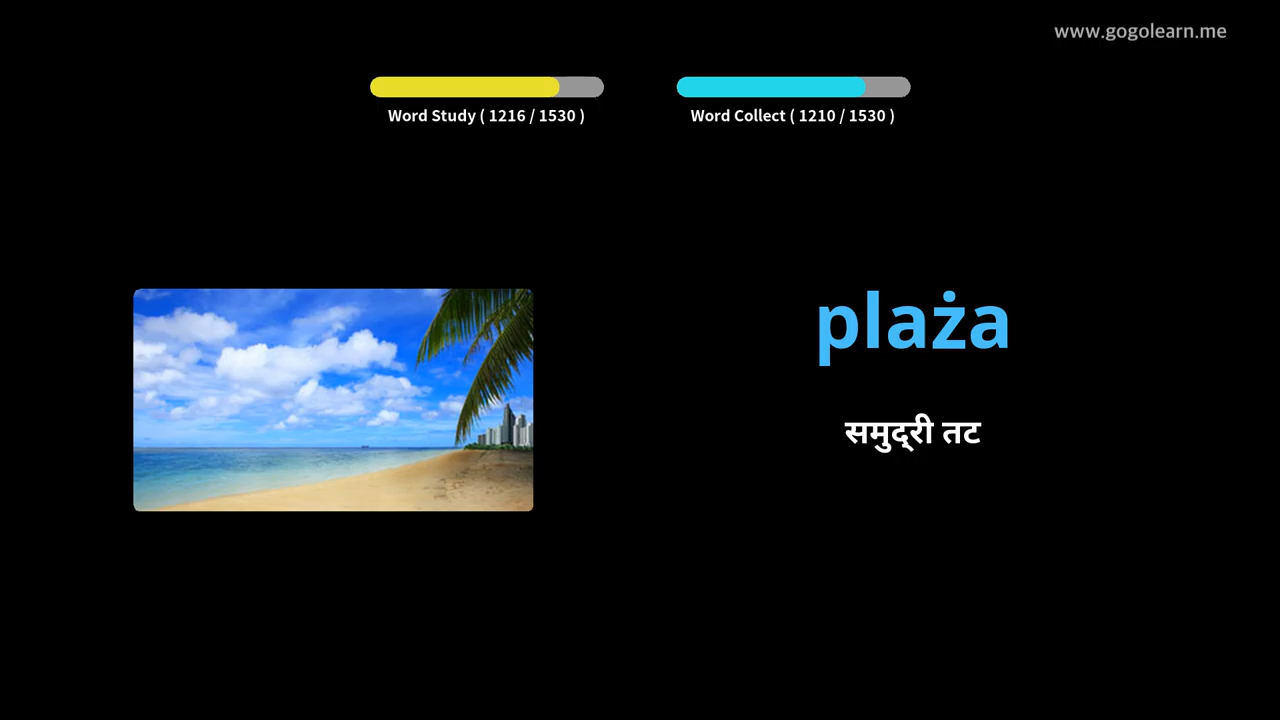 www.gogolearn.me
Word Study ( 1216 / 1530 )
Word Collect ( 1210 / 1530 )
plaża
समुद्री तट